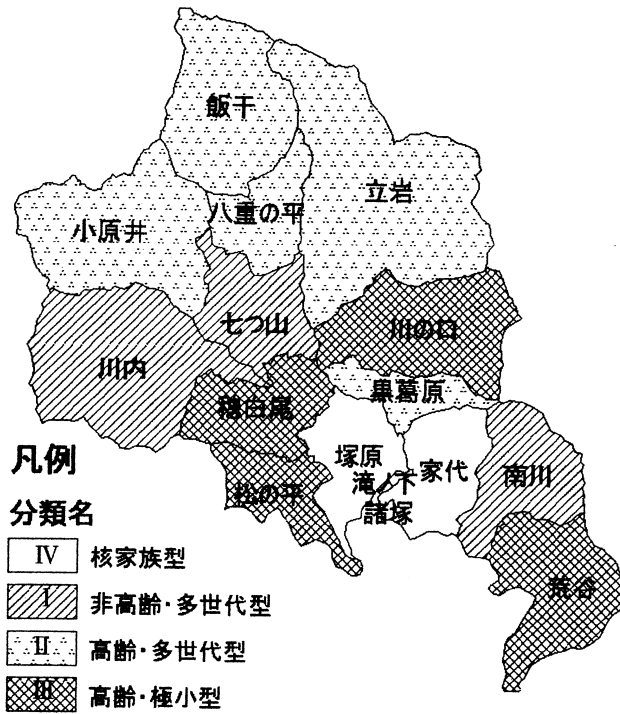 飯干
立岩
八重の平
小原井
七つ山
川の口
川内
黒葛原
穂白尾
塚原
家代
南川
滝ノ下
松の平
諸塚
荒谷
凡例
分類名
IV 核家族型
I 非高齢・多世代型
II 高齢・多世代型
III 高齢・極小型